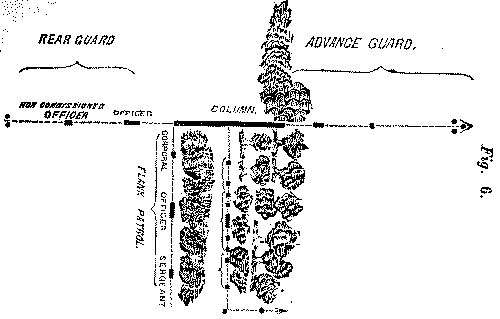 REAR GUARD
ADVANCE GUARD.
NON COMMISSIONED
OFFICER
OFFICER
COLUMN.
CORPORAL OFFICER SERGEANT
FLANK PATROL.
Fig. 6.